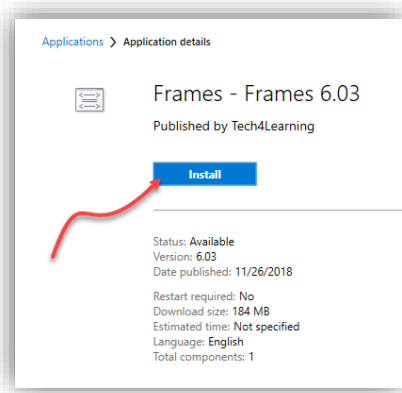 Applications > Application details
Frames - Frames 6.03
Published by Tech4Learning
Install
Status: Available
Version: 6.03
Date published: 11/26/2018
Restart required: No
Download size: 184 MB
Estimated time: Not specified
Language: English
Total components: 1